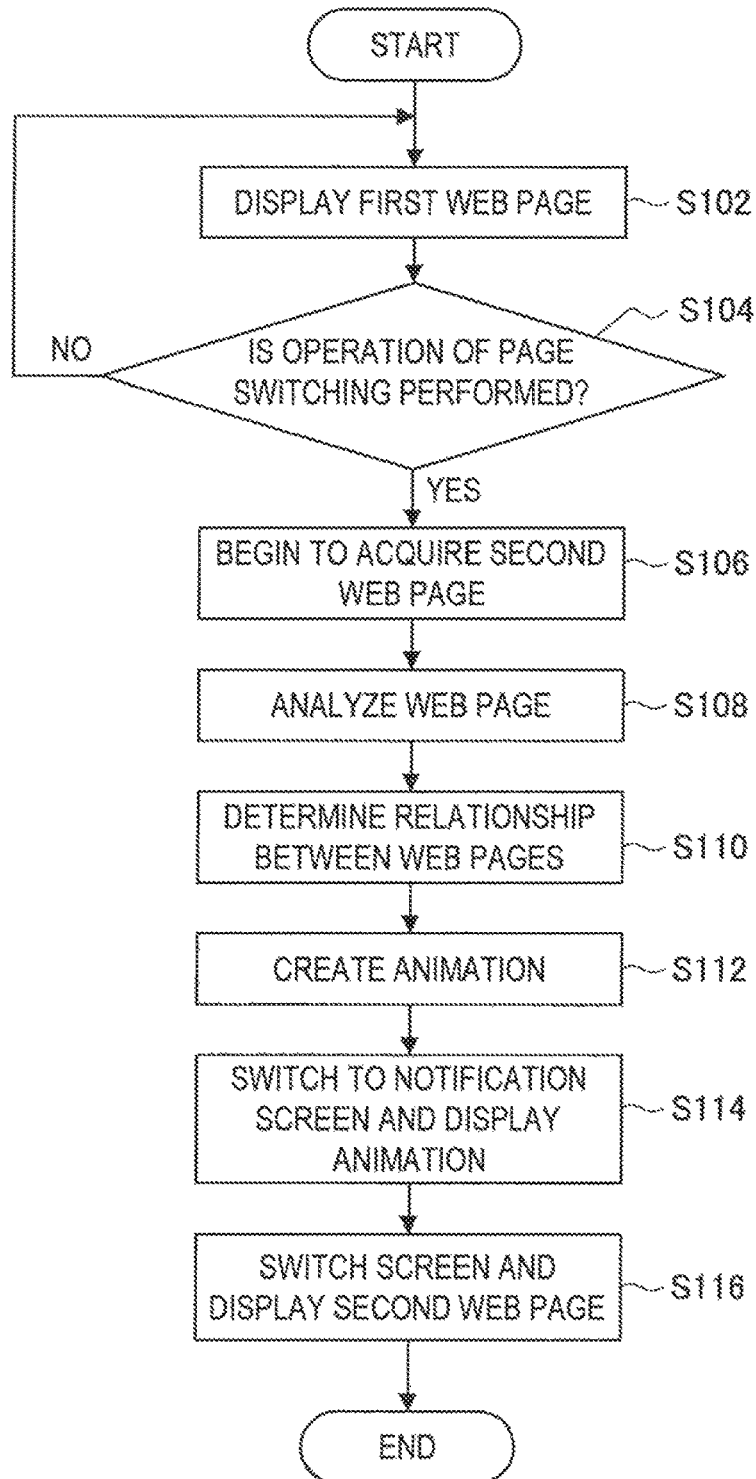 START
DISPLAY FIRST WEB PAGE
S102
S104
NO
IS OPERATION OF PAGE
SWITCHING PERFORMED?
YES
BEGIN TO ACQUIRE SECOND
WEB PAGE
S106
ANALYZE WEB PAGE
S108
DETERMINE RELATIONSHIP
BETWEEN WEB PAGES
S110
CREATE ANIMATION
S112
SWITCH TO NOTIFICATION
SCREEN AND DISPLAY
ANIMATION
S114
SWITCH SCREEN AND
DISPLAY SECOND WEB PAGE
S116
END